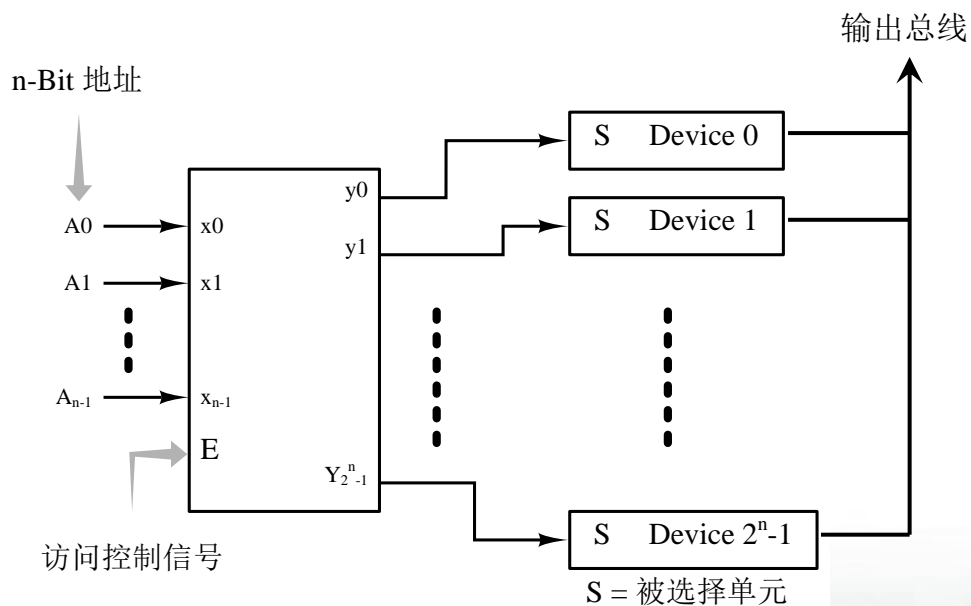 输出总线
n-Bit 地址
S Device 0
y0
A0
x0
S Device 1
y1
A1
x1
Aₙ₋₁
xₙ₋₁
E
Y₂ⁿ₋₁
S Device 2ⁿ-1
访问控制信号
S = 被选择单元